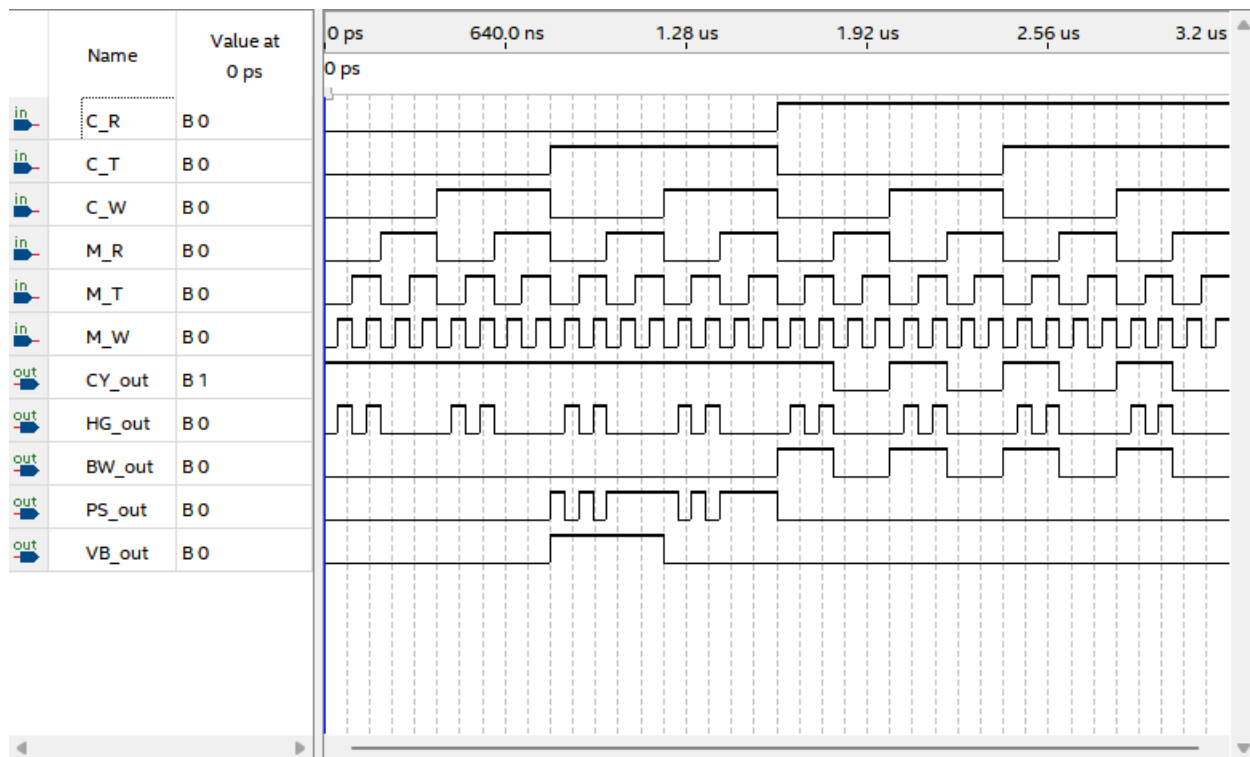 Name
Value at
0 ps
0 ps
640.0 ns
1.28 us
1.92 us
2.56 us
3.2 us
0 ps
in
C_R
B 0
in
C_T
B 0
in
C_W
B 0
in
M_R
B 0
in
M_T
B 0
in
M_W
B 0
out
CY_out
B 1
out
HG_out
B 0
out
BW_out
B 0
out
PS_out
B 0
out
VB_out
B 0